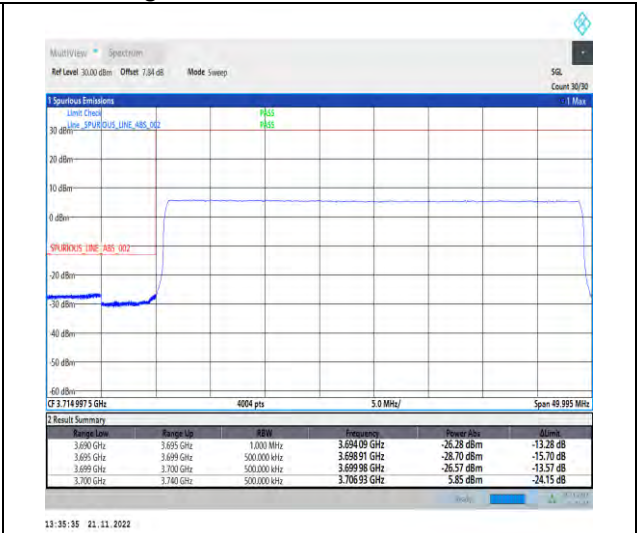 MultiView Spectrum
Ref Level 30.00 dBm Offset 7.84 dB Mode Sweep SGL
Count 30/30
1 Spurious Emissions 1 Max
Limit Check PASS
Line _SPURIOUS_LINE_ABS_002 PASS
30 dBm
20 dBm
10 dBm
0 dBm
SPURIOUS_LINE_ABS_002
-20 dBm
-30 dBm
-40 dBm
-50 dBm
-60 dBm
CF 3.714 997 5 GHz 4004 pts 5.0 MHz/ Span 49.995 MHz
2 Result Summary
Range Low Range Up RBW Frequency Power Abs ΔLimit
3.690 GHz 3.695 GHz 1.000 MHz 3.694 09 GHz -26.28 dBm -13.28 dB
3.695 GHz 3.699 GHz 500.000 kHz 3.698 91 GHz -28.70 dBm -15.70 dB
3.699 GHz 3.700 GHz 500.000 kHz 3.699 98 GHz -26.57 dBm -13.57 dB
3.700 GHz 3.740 GHz 500.000 kHz 3.706 93 GHz 5.85 dBm -24.15 dB
Ready
13:35:35 21.11.2022